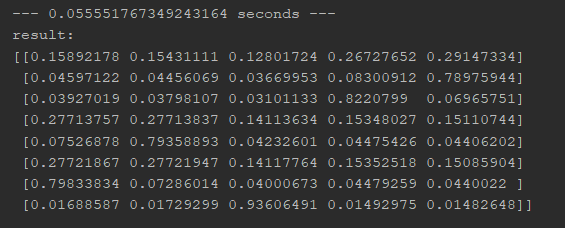 --- 0.055551767349243164 seconds ---
result:
[[0.15892178 0.15431111 0.12801724 0.26727652 0.29147334]
[0.04597122 0.04456069 0.03669953 0.08300912 0.78975944]
[0.03927019 0.03798107 0.03101133 0.8220799 0.06965751]
[0.27713757 0.27713837 0.14113634 0.15348027 0.15110744]
[0.07526878 0.79358893 0.04232601 0.04475426 0.04406202]
[0.27721867 0.27721947 0.14117764 0.15352518 0.15085904]
[0.79833834 0.07286014 0.04000673 0.04479259 0.0440022 ]
[0.01688587 0.01729299 0.93606491 0.01492975 0.01482648]]